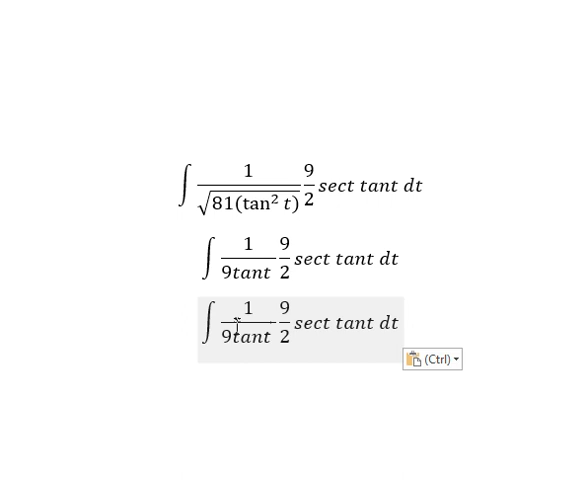 ∫ 1/√81(tan² t) 9/2 sect tant dt
∫ 1/9tant 9/2 sect tant dt
∫ 1/9tant 9/2 sect tant dt
(Ctrl)